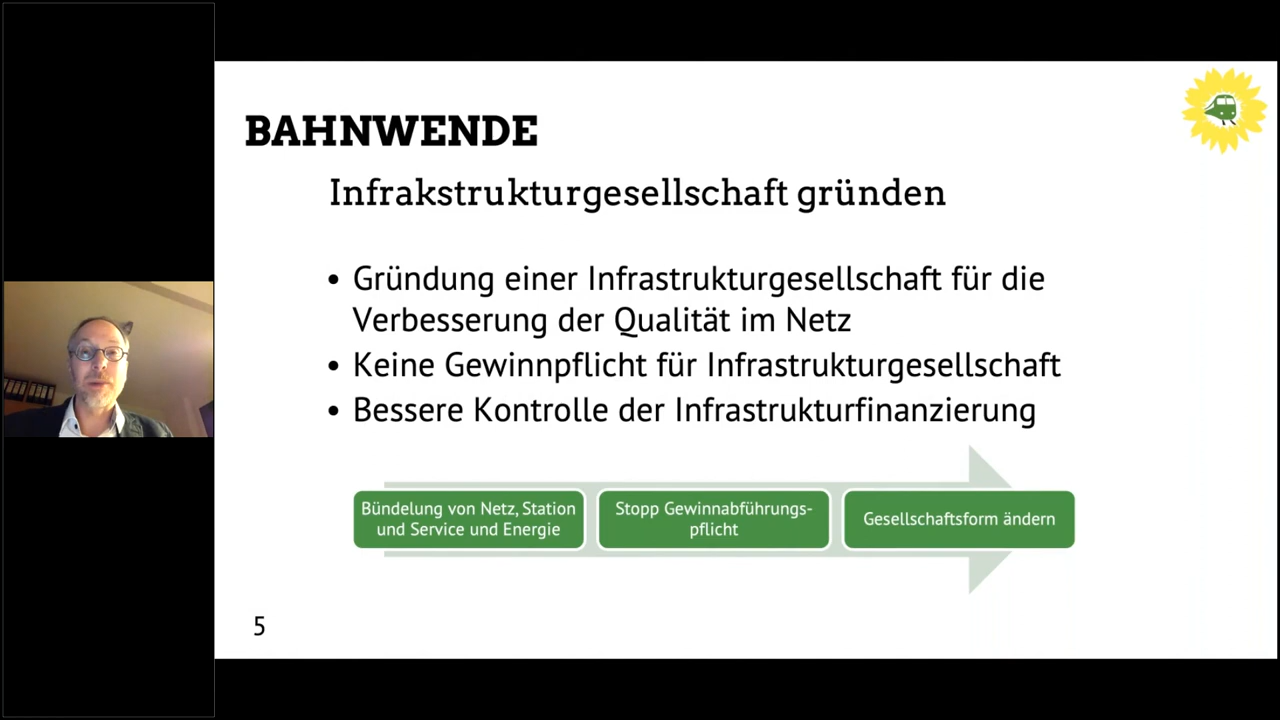 BAHNWENDE
Infrakstrukturgesellschaft gründen
• Gründung einer Infrastrukturgesellschaft für die
Verbesserung der Qualität im Netz
• Keine Gewinnpflicht für Infrastrukturgesellschaft
• Bessere Kontrolle der Infrastrukturfinanzierung
Bündelung von Netz, Station
und Service und Energie
Stopp Gewinnabführungs-
pflicht
Gesellschaftsform ändern
5